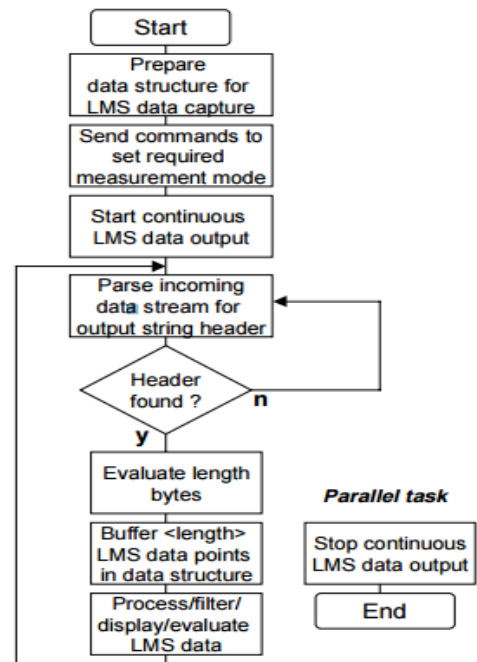 Start
Prepare
data structure for
LMS data capture
Send commands to
set required
measurement mode
Start continuous
LMS data output
Parse incoming
data stream for
output string header
Header
found ?
n
y
Evaluate length
bytes
Buffer <length>
LMS data points
in data structure
Process/filter/
display/evaluate
LMS data
Parallel task
Stop continuous
LMS data output
End